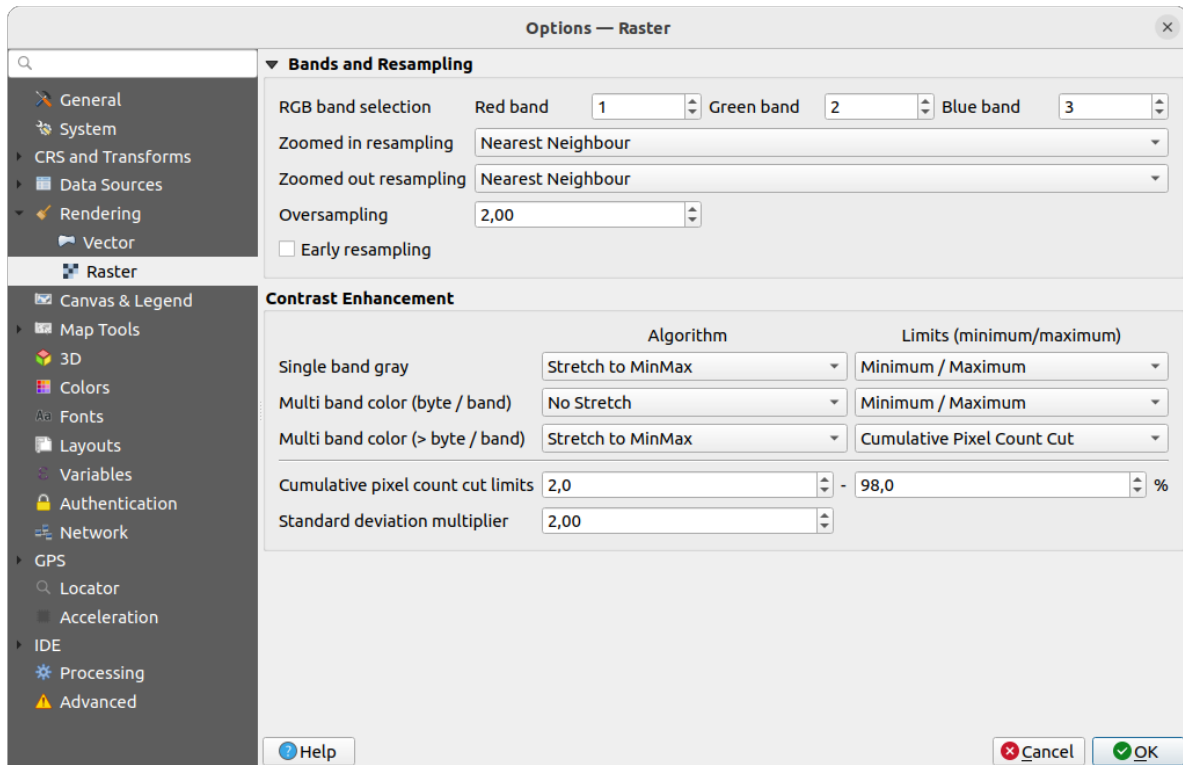 Options — Raster
General
System
CRS and Transforms
Data Sources
Rendering
Vector
Raster
Canvas & Legend
Map Tools
3D
Colors
Fonts
Layouts
Variables
Authentication
Network
GPS
Locator
Acceleration
IDE
Processing
Advanced
Bands and Resampling
RGB band selection Red band 1 Green band 2 Blue band 3
Zoomed in resampling Nearest Neighbour
Zoomed out resampling Nearest Neighbour
Oversampling 2,00
Early resampling
Contrast Enhancement
Algorithm Limits (minimum/maximum)
Single band gray Stretch to MinMax Minimum / Maximum
Multi band color (byte / band) No Stretch Minimum / Maximum
Multi band color (> byte / band) Stretch to MinMax Cumulative Pixel Count Cut
Cumulative pixel count cut limits 2,0 - 98,0 %
Standard deviation multiplier 2,00
Help Cancel OK